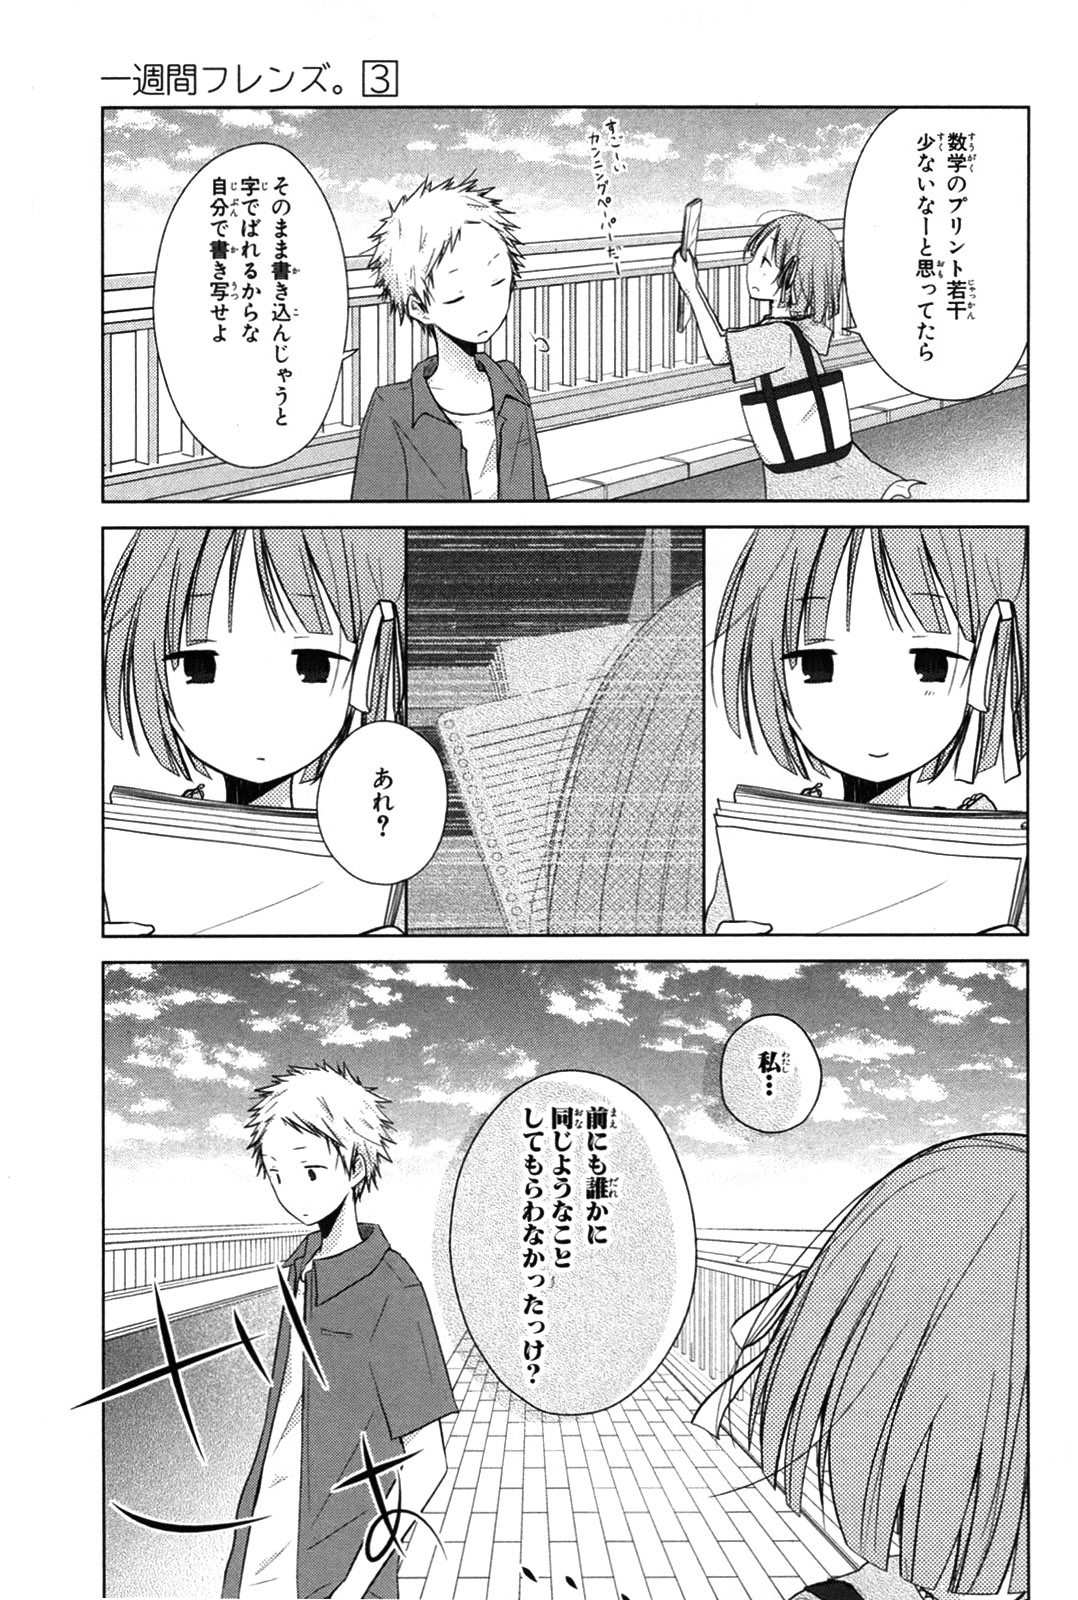 一週間フレンズ。 3
数学のプリント若干
少ないなーと思ってたら
すごーい
カンニングペーパーだー
そのまま書き込んじゃうと
字でばれるからな
自分で書き写せよ
あれ？
私…
前にも誰かに
同じようなこと
してもらわなかったっけ？